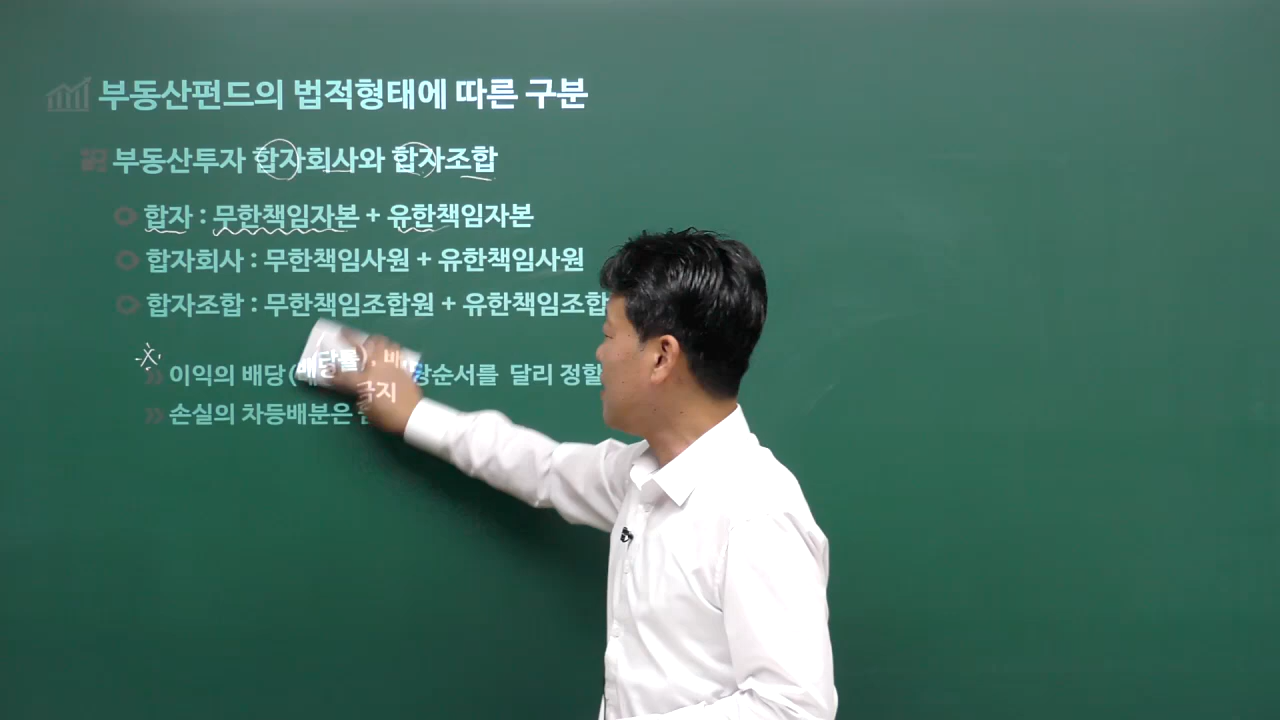 부동산펀드의 법적형태에 따른 구분
부동산투자 합자회사와 합자조합
합자 : 무한책임자본 + 유한책임자본
합자회사 : 무한책임사원 + 유한책임사원
합자조합 : 무한책임조합원 + 유한책임조합
이익의 배당(배당률), 배당순서를 달리 정할
손실의 차등배분은 금지